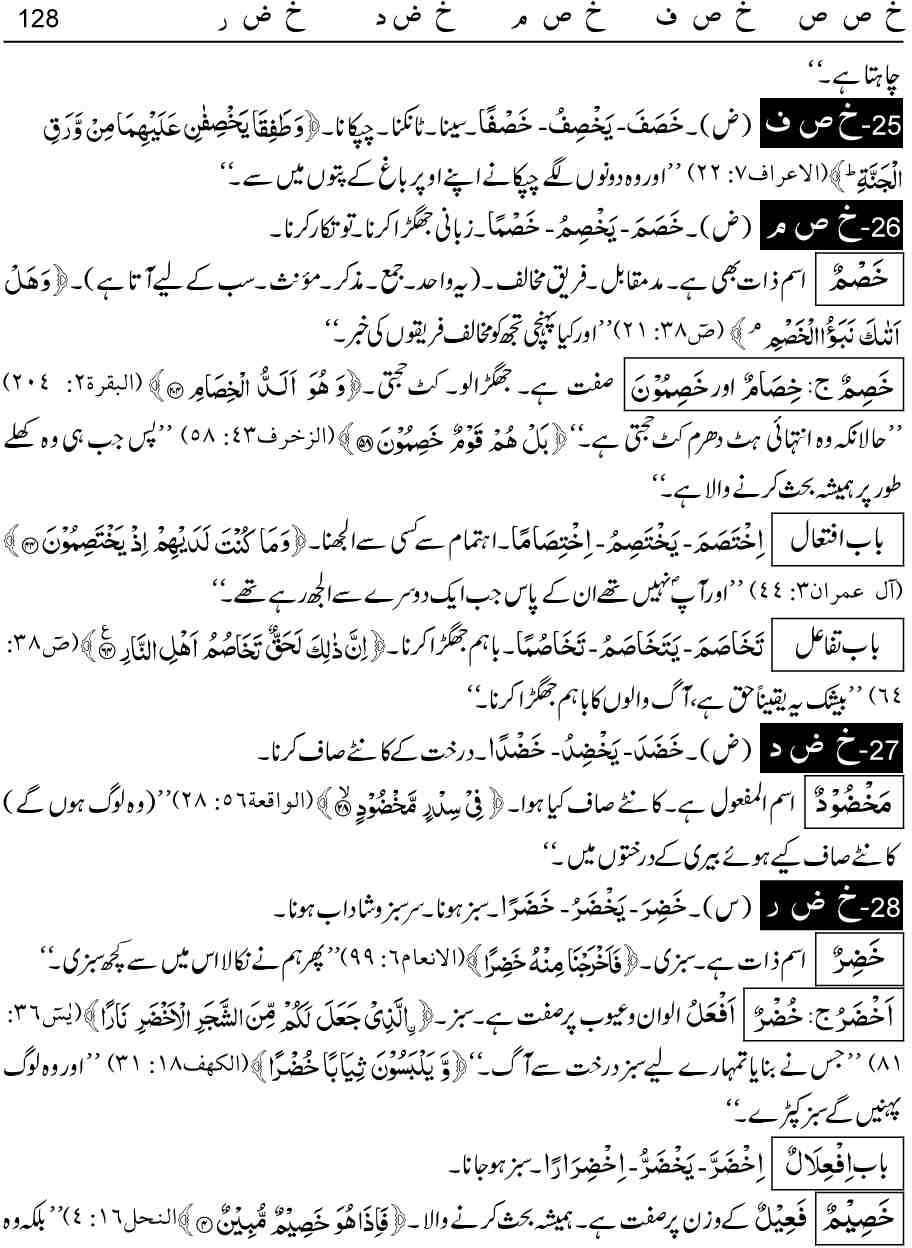 خ ص ص   خ ص ف   خ ص م   خ ض د   خ ض ر   128
چاہتا ہے۔‘‘
25-خ ص ف (ض)۔ خَصَفَ- یَخْصِفُ- خَصْفًا۔ سینا۔ ٹانکنا۔ چپکانا۔ ﴿وَطَفِقَا يَخْصِفٰنِ عَلَيْهِمَا مِنْ وَّرَقِ
الْجَنَّةِ ؕ﴾ (الاعراف٧: ٢٢) ’’اور وہ دونوں لگے چپکانے اپنے اوپر باغ کے پتوں میں سے۔‘‘
26-خ ص م (ض)۔ خَصَمَ- یَخْصِمُ- خَصْمًا۔ زبانی جھگڑا کرنا۔ تو تکار کرنا۔
خَصْمٌ اسم ذات بھی ہے۔ مدمقابل۔ فریق مخالف۔ (یہ واحد۔ جمع۔ مذکر۔ مؤنث۔ سب کے لیے آتا ہے)۔ ﴿وَهَلْ
اَتٰىكَ نَبَؤُا الْخَصْمِ ۘ﴾ (صٓ٣٨: ٢١) ’’اور کیا پہنچی تجھ کو مخالف فریقوں کی خبر‘‘
خَصِمٌ ج: خِصَامٌ اور خَصِمُوْنَ صفت ہے۔ جھگڑالو۔ کٹ حجتی۔ ﴿وَهُوَ اَلَدُّ الْخِصَامِ ﴿۲۰۴﴾﴾ (البقرة٢: ٢٠٤)
’’حالانکہ وہ انتہائی ہٹ دھرم کٹ حجتی ہے۔‘‘ ﴿بَلْ هُمْ قَوْمٌ خَصِمُوْنَ ﴿۵۸﴾﴾ (الزخرف٤٣: ٥٨) ’’پس جب ہی وہ کھلے
طور پر ہمیشہ بحث کرنے والا ہے۔‘‘
باب افتعال اِخْتَصَمَ- یَخْتَصِمُ- اِخْتِصَامًا۔ اہتمام سے کسی سے الجھنا۔ ﴿وَمَا كُنْتَ لَدَيْهِمْ اِذْ يَخْتَصِمُوْنَ ﴿۴۴﴾﴾
(آل عمران٣: ٤٤) ’’اور آپؐ نہیں تھے ان کے پاس جب ایک دوسرے سے الجھ رہے تھے۔‘‘
باب تفاعل تَخَاصَمَ- یَتَخَاصَمُ- تَخَاصُمًا۔ باہم جھگڑا کرنا۔ ﴿اِنَّ ذٰلِكَ لَحَقٌّ تَخَاصُمُ اَهْلِ النَّارِ ﴿۶۴﴾ۧ﴾ (صٓ٣٨:
٦٤) ’’بیشک یہ یقیناً حق ہے، آگ والوں کا باہم جھگڑا کرنا۔‘‘
27-خ ض د (ض)۔ خَضَدَ- یَخْضِدُ- خَضْدًا۔ درخت کے کانٹے صاف کرنا۔
مَخْضُوْدٌ اسم المفعول ہے۔ کانٹے صاف کیا ہوا۔ ﴿فِیْ سِدْرٍ مَّخْضُوْدٍ ﴿۲۸﴾ۙ﴾ (الواقعة٥٦: ٢٨) ’’(وہ لوگ ہوں گے)
کانٹے صاف کیے ہوئے بیری کے درختوں میں۔‘‘
28-خ ض ر (س)۔ خَضِرَ- یَخْضَرُ- خَضَرًا۔ سبز ہونا۔ سرسبز و شاداب ہونا۔
خَضِرٌ اسم ذات ہے۔ سبزی۔ ﴿فَاَخْرَجْنَا مِنْهُ خَضِرًا﴾ (الانعام٦: ٩٩) ’’پھر ہم نے نکالا اس میں سے کچھ سبزی۔‘‘
اَخْضَرُ ج: خُضْرٌ اَفْعَلُ الوان و عیوب پر صفت ہے۔ سبز۔ ﴿ِۨالَّذِیْ جَعَلَ لَكُمْ مِّنَ الشَّجَرِ الْاَخْضَرِ نَارًا﴾ (یٰسٓ٣٦:
٨١) ’’جس نے بنایا تمہارے لیے سبز درخت سے آگ۔‘‘ ﴿وَّ يَلْبَسُوْنَ ثِيَابًا خُضْرًا﴾ (الکهف١٨: ٣١) ’’اور وہ لوگ
پہنیں گے سبز کپڑے۔‘‘
باب اِفْعِلَالٌ اِخْضَرَّ- یَخْضَرُّ- اِخْضِرَارًا۔ سبز ہو جانا۔
خَصِیْمٌ فَعِیْلٌ کے وزن پر صفت ہے۔ ہمیشہ بحث کرنے والا۔ ﴿فَاِذَا هُوَ خَصِيْمٌ مُّبِيْنٌ ﴿۴﴾﴾ (النحل١٦: ٤) ’’بلکہ وہ